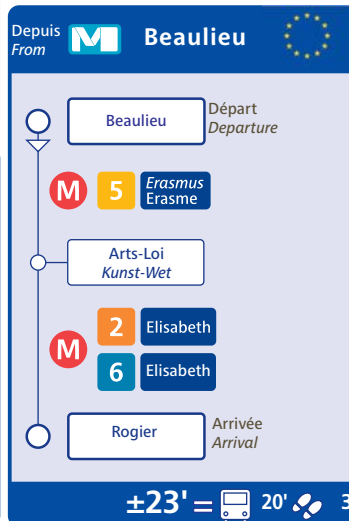 Depuis
From
M
Beaulieu
Beaulieu
Départ
Departure
M
5
Erasmus
Erasme
Arts-Loi
Kunst-Wet
M
2 Elisabeth
6 Elisabeth
Rogier
Arrivée
Arrival
±23' = 20' 3